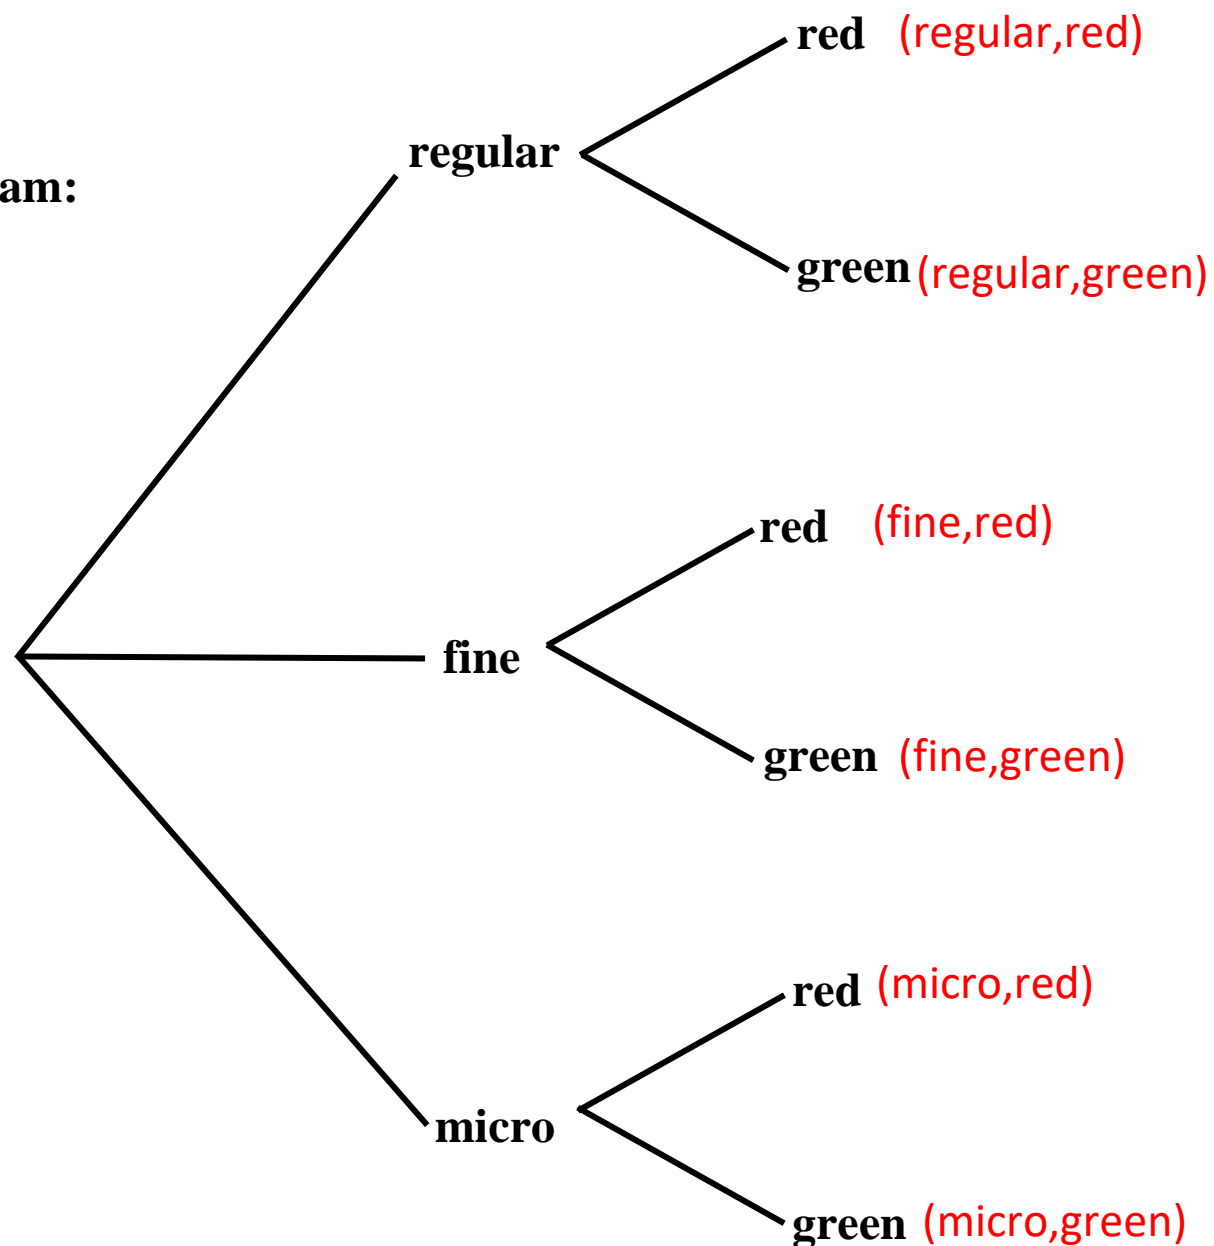 red (regular,red)
regular
am:
green (regular,green)
red (fine,red)
fine
green (fine,green)
red (micro,red)
micro
green (micro,green)